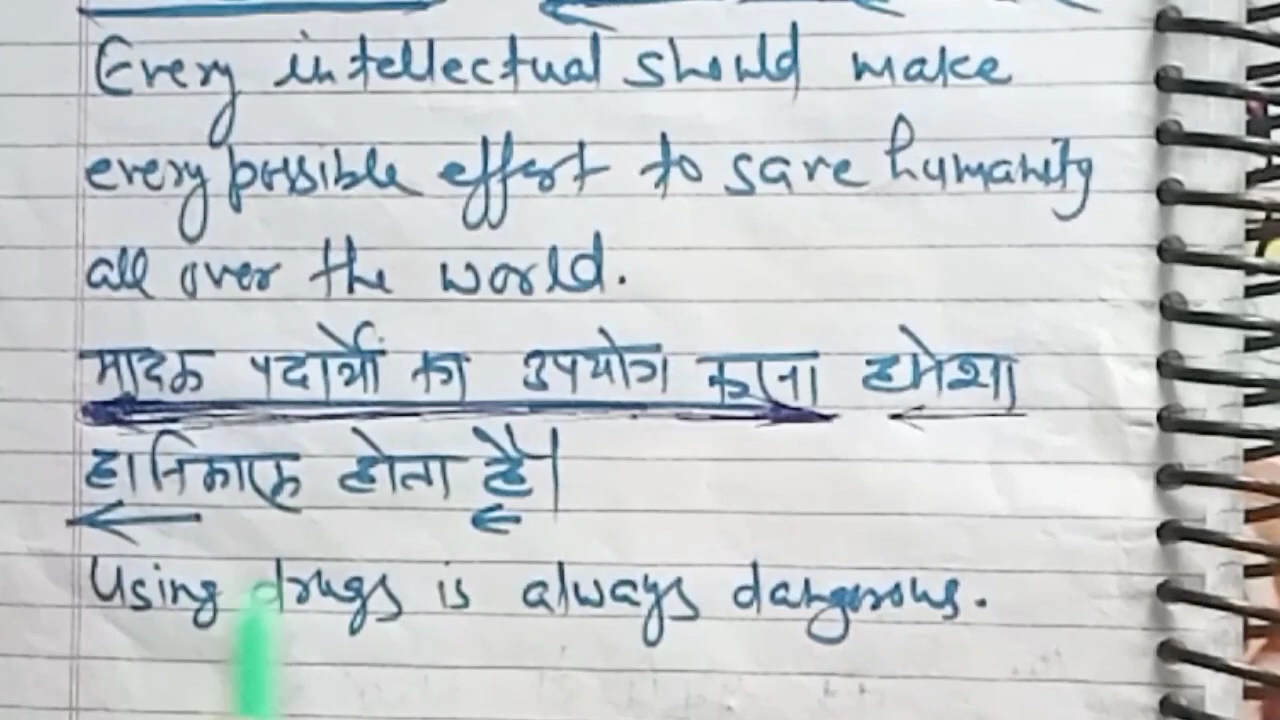 Every intellectual should make
every possible effort to save humanity
all over the world.
मादक पदार्थों का उपयोग करना हमेशा
हानिकारक होता है।
Using drugs is always dangerous.